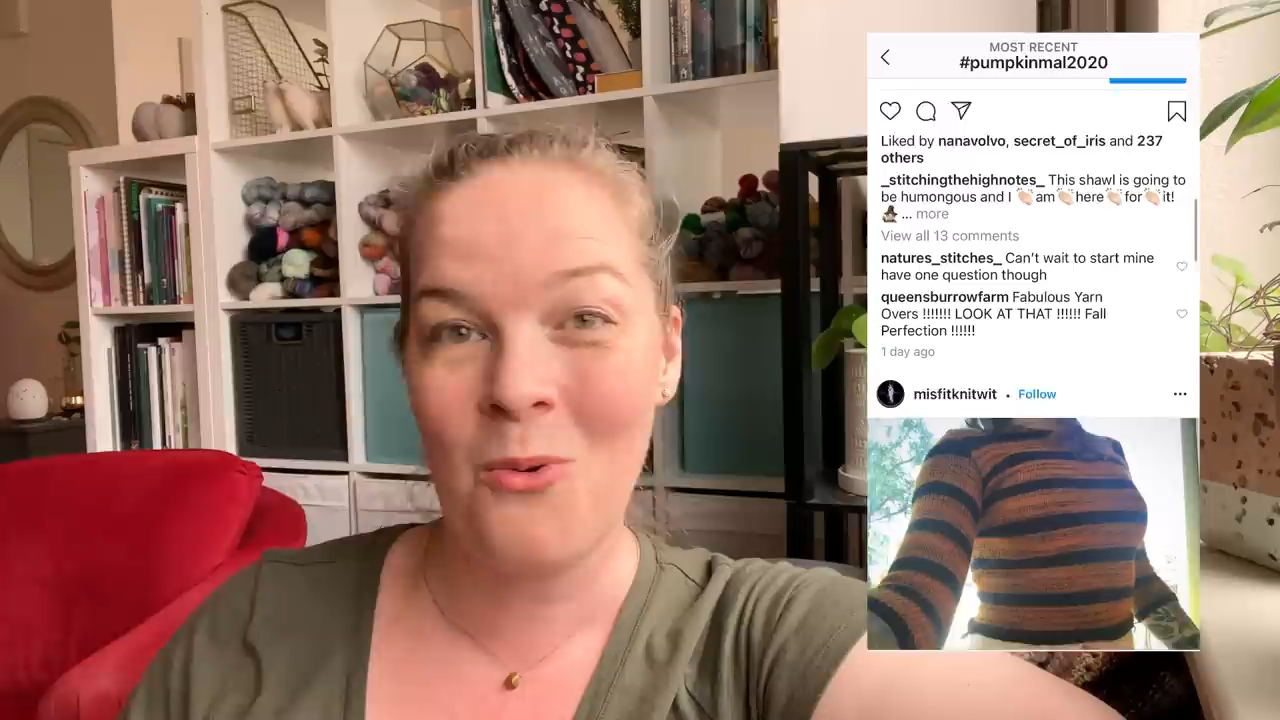 MOST RECENT
#pumpkinmal2020
Liked by nanavolvo, secret_of_iris and 237
others
_stitchingthehighnotes_ This shawl is going to
be humongous and I 👏🏻am👏🏻here👏🏻for👏🏻it!
... more
View all 13 comments
natures_stitches_ Can't wait to start mine
have one question though
queensburrowfarm Fabulous Yarn
Overs !!!!!!! LOOK AT THAT !!!!!! Fall
Perfection !!!!!!
1 day ago
misfitknitwit • Follow